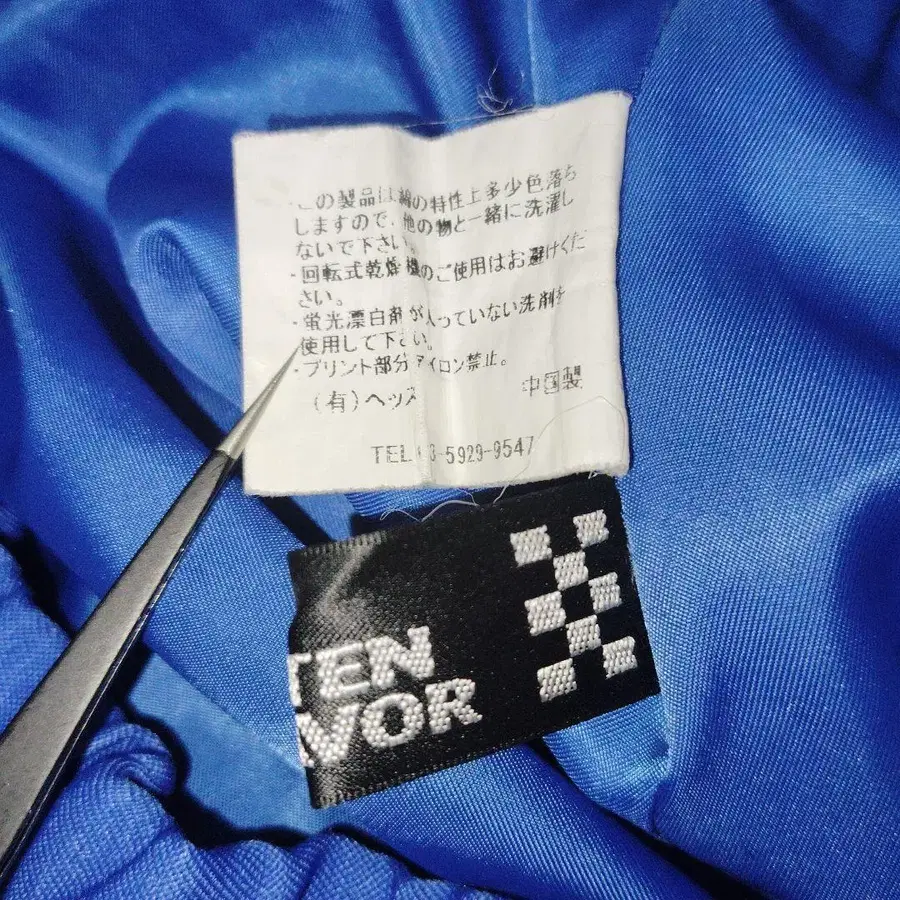 ・この製品は綿の特性上多少色落ち
しますので、他の物と一緒に洗濯し
ないで下さい。
・回転式乾燥機のご使用はお避けくだ
さい。
・蛍光漂白剤が入っていない洗剤を
使用して下さい。
・プリント部分アイロン禁止。
(有)ヘッズ 中国製
TEL 03-5929-9547
TEN
AVOR